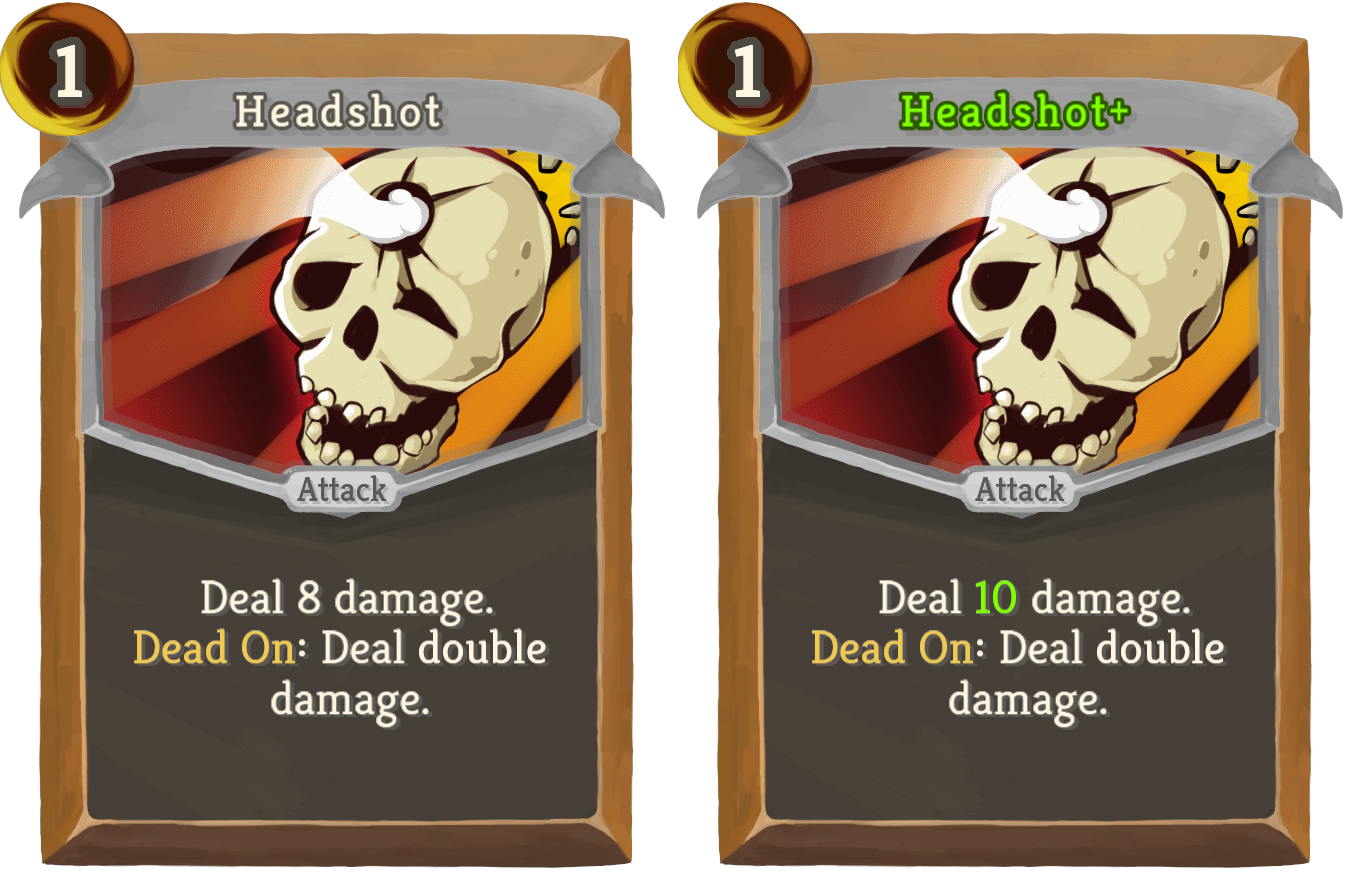 1
Headshot
Attack
Deal 8 damage.
Dead On: Deal double
damage.
1
Headshot+
Attack
Deal 10 damage.
Dead On: Deal double
damage.